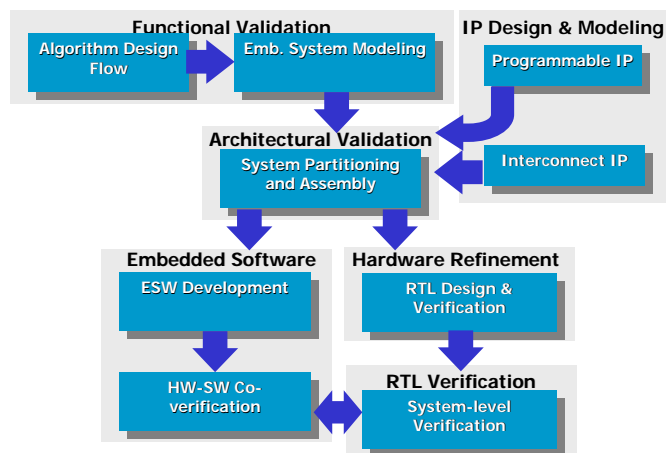 Functional Validation
IP Design & Modeling
Algorithm Design
Flow
Emb. System Modeling
Programmable IP
Architectural Validation
System Partitioning
and Assembly
Interconnect IP
Embedded Software
Hardware Refinement
ESW Development
RTL Design &
Verification
HW-SW Co-
verification
RTL Verification
System-level
Verification